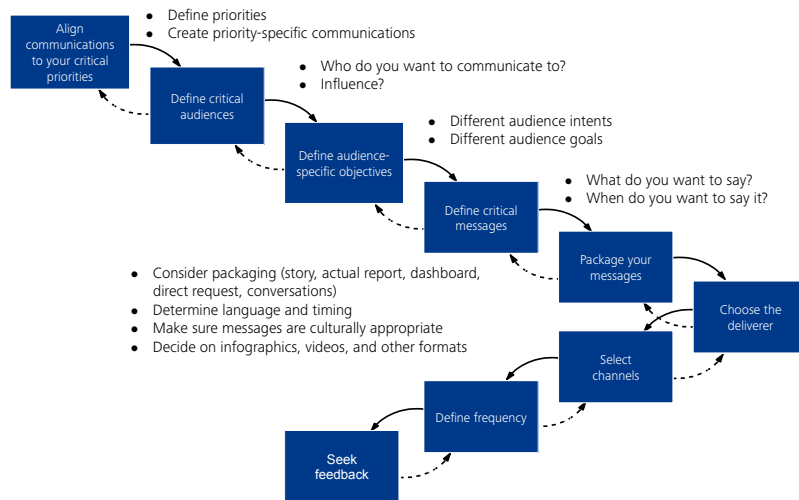 Align
communications
to your critical
priorities
● Define priorities
● Create priority-specific communications
Define critical
audiences
● Who do you want to communicate to?
● Influence?
Define audience-
specific objectives
● Different audience intents
● Different audience goals
Define critical
messages
● What do you want to say?
● When do you want to say it?
Package your
messages
● Consider packaging (story, actual report, dashboard,
direct request, conversations)
● Determine language and timing
● Make sure messages are culturally appropriate
● Decide on infographics, videos, and other formats
Choose the
deliverer
Select
channels
Define frequency
Seek
feedback